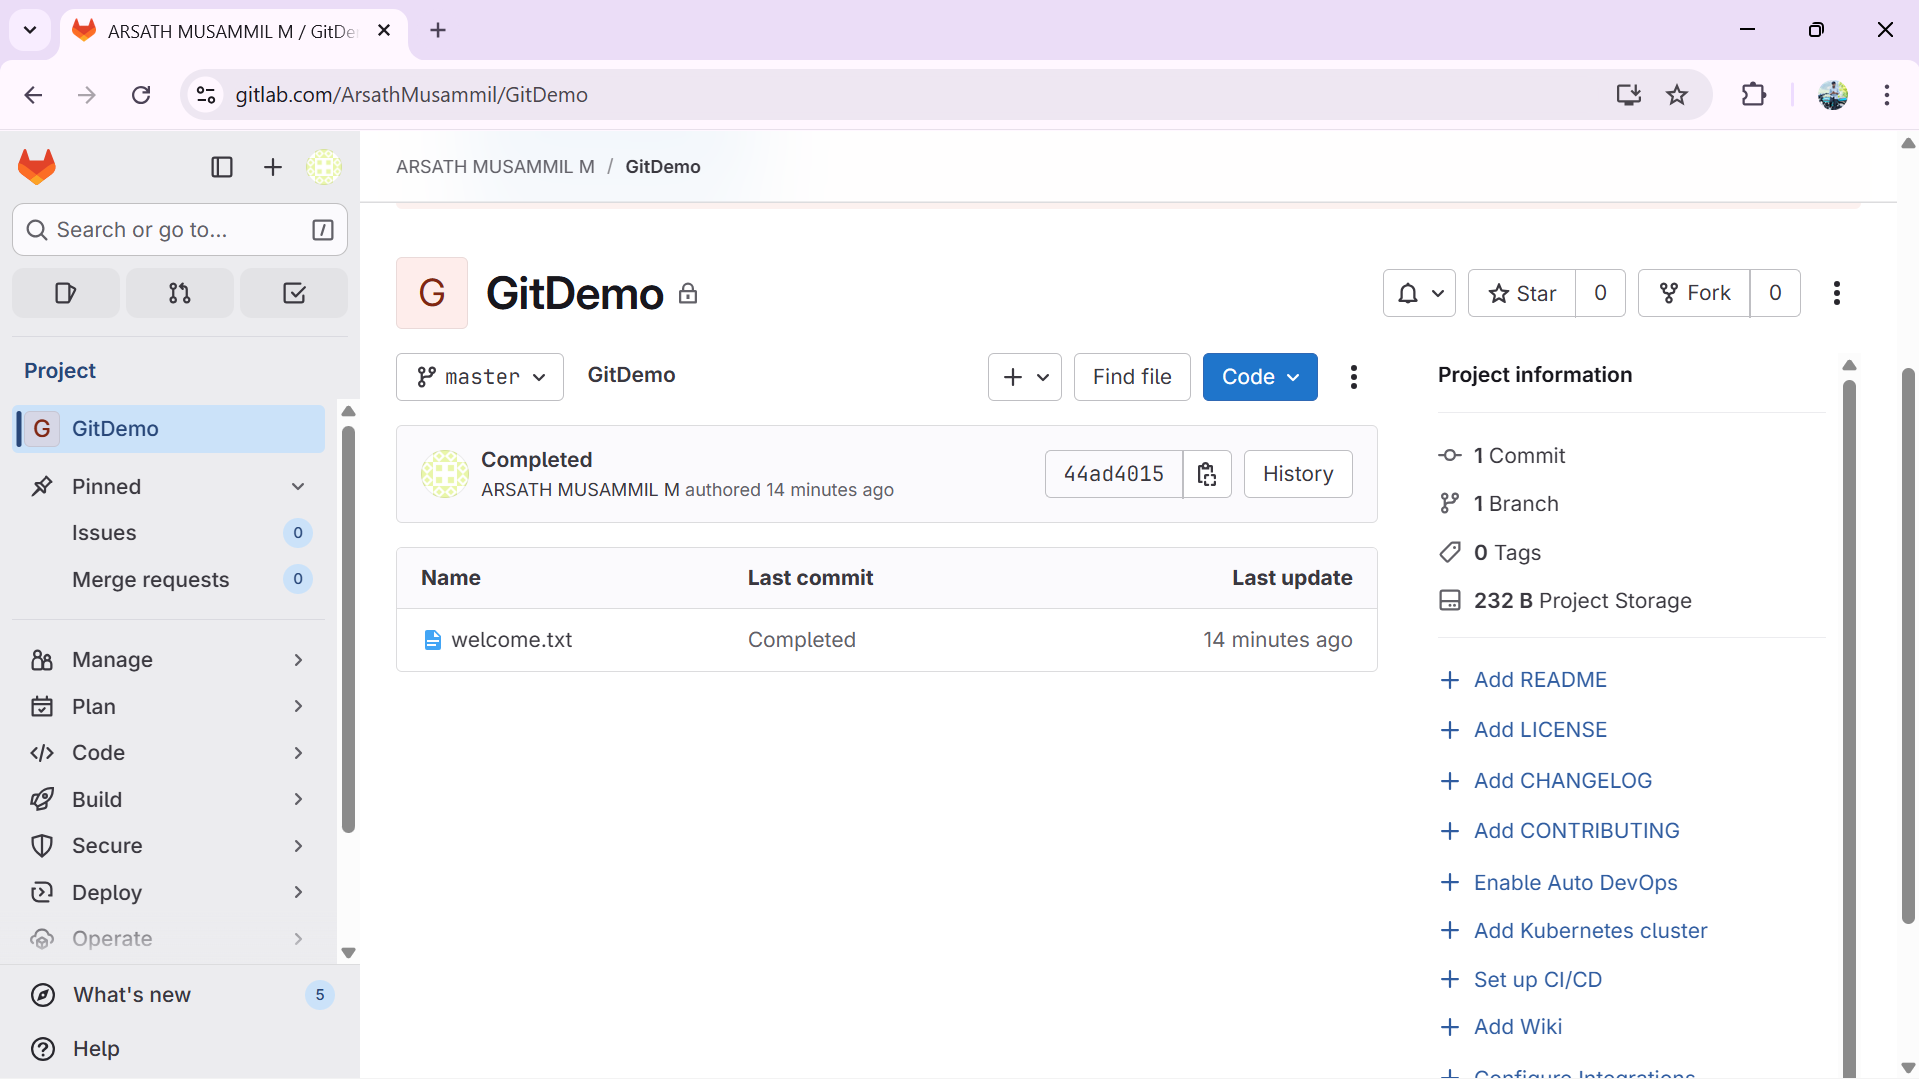 ARSATH MUSAMMIL M / GitDe
gitlab.com/ArsathMusammil/GitDemo
ARSATH MUSAMMIL M / GitDemo
Search or go to...
/
Project
G GitDemo
Pinned
Issues 0
Merge requests 0
Manage
Plan
Code
Build
Secure
Deploy
Operate
What's new 5
Help
G GitDemo
Star 0
Fork 0
master
GitDemo
Find file
Code
Completed
ARSATH MUSAMMIL M authored 14 minutes ago
44ad4015
History
Name Last commit Last update
welcome.txt Completed 14 minutes ago
Project information
1 Commit
1 Branch
0 Tags
232 B Project Storage
Add README
Add LICENSE
Add CHANGELOG
Add CONTRIBUTING
Enable Auto DevOps
Add Kubernetes cluster
Set up CI/CD
Add Wiki
Configure Integrations